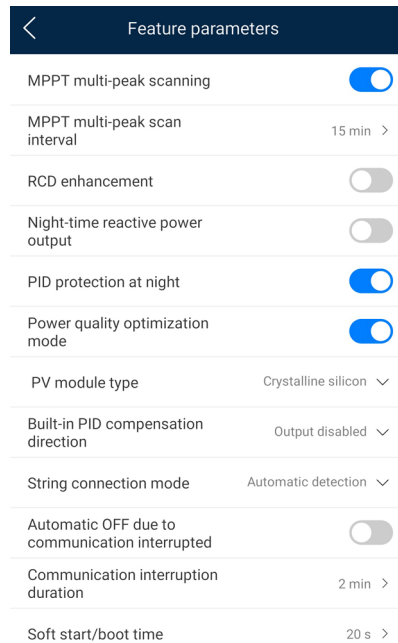 Feature parameters
MPPT multi-peak scanning
MPPT multi-peak scan
interval
15 min
RCD enhancement
Night-time reactive power
output
PID protection at night
Power quality optimization
mode
PV module type
Crystalline silicon
Built-in PID compensation
direction
Output disabled
String connection mode
Automatic detection
Automatic OFF due to
communication interrupted
Communication interruption
duration
2 min
Soft start/boot time
20 s